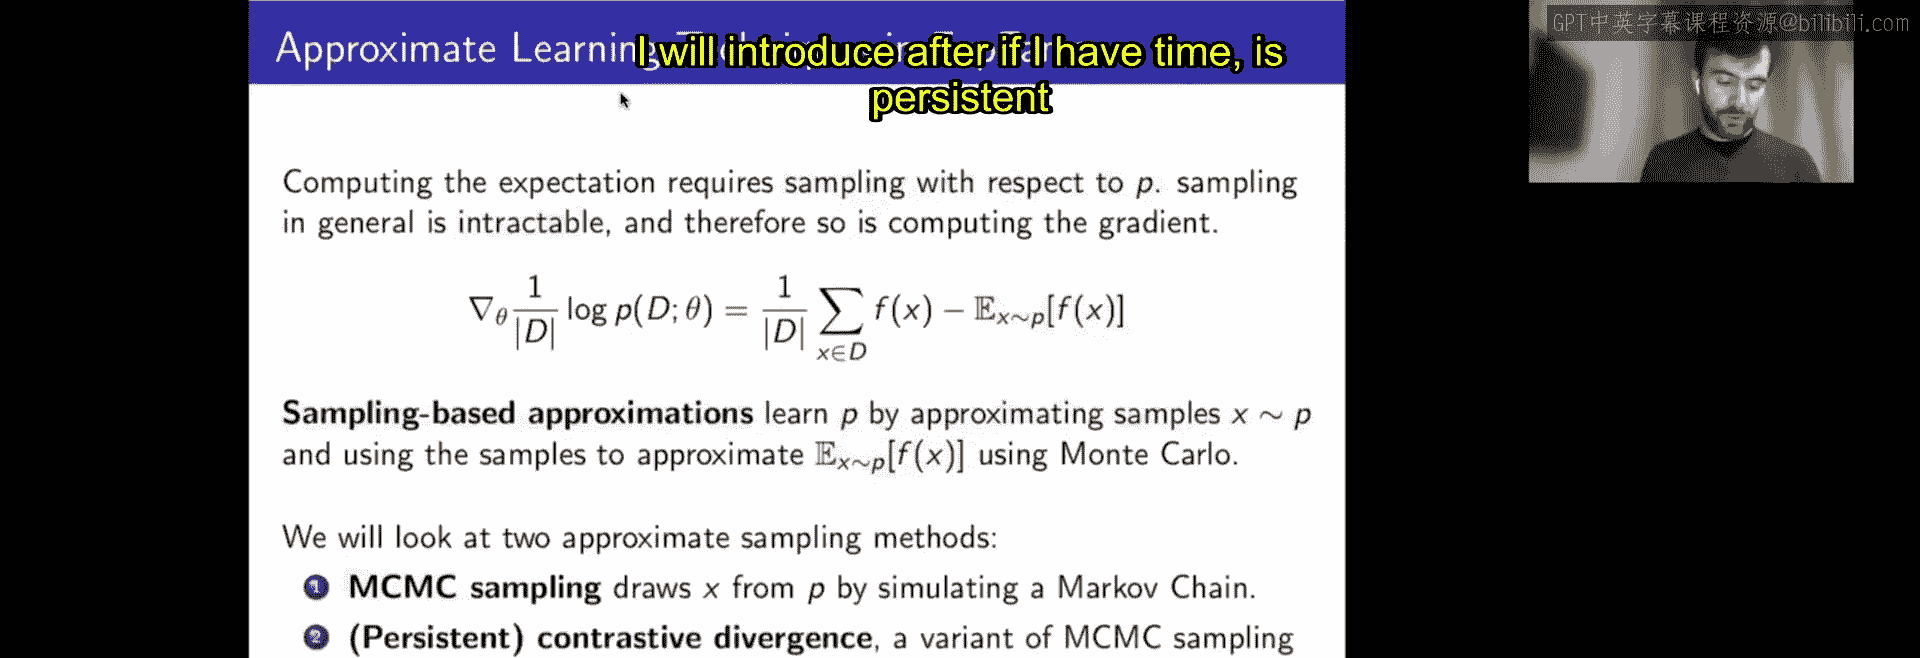 Approximate Learning
I will introduce after if I have time, is
persistent
GPT中英字幕课程资源@bilibili.com
Computing the expectation requires sampling with respect to p. sampling
in general is intractable, and therefore so is computing the gradient.
∇θ 1/|D| log p(D; θ) = 1/|D| ∑x∈D f(x) − 𝔼x∼p[f(x)]
Sampling-based approximations learn p by approximating samples x ∼ p
and using the samples to approximate 𝔼x∼p[f(x)] using Monte Carlo.
We will look at two approximate sampling methods:
1 MCMC sampling draws x from p by simulating a Markov Chain.
2 (Persistent) contrastive divergence, a variant of MCMC sampling